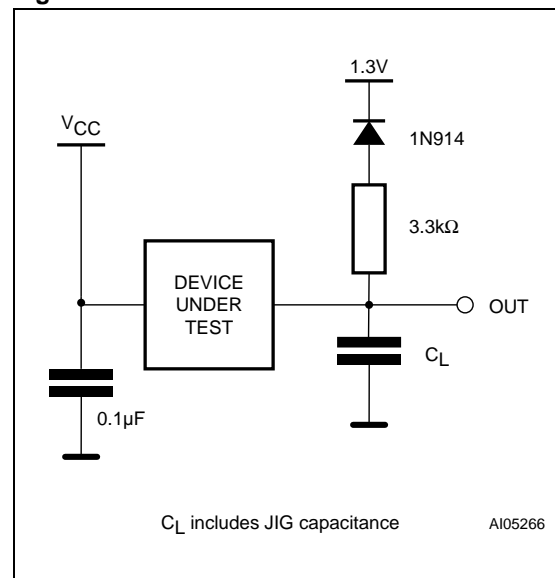 1.3V
VCC
1N914
3.3kΩ
DEVICE
UNDER
TEST
OUT
CL
0.1µF
CL includes JIG capacitance
AI05266